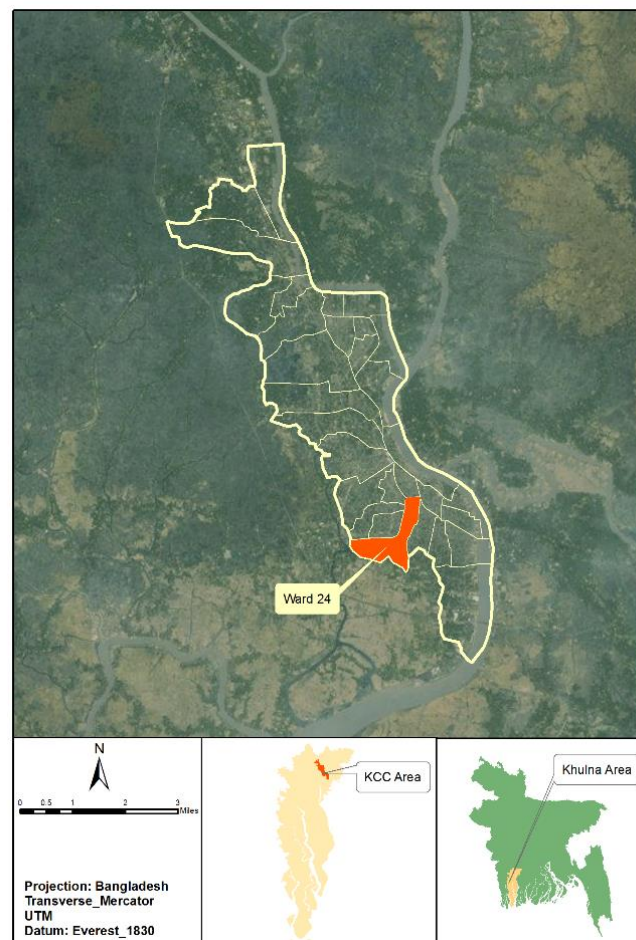 Ward 24
N
0 0.5 1 2 3
Miles
Projection: Bangladesh
Transverse_Mercator
UTM
Datum: Everest_1830
KCC Area
Khulna Area